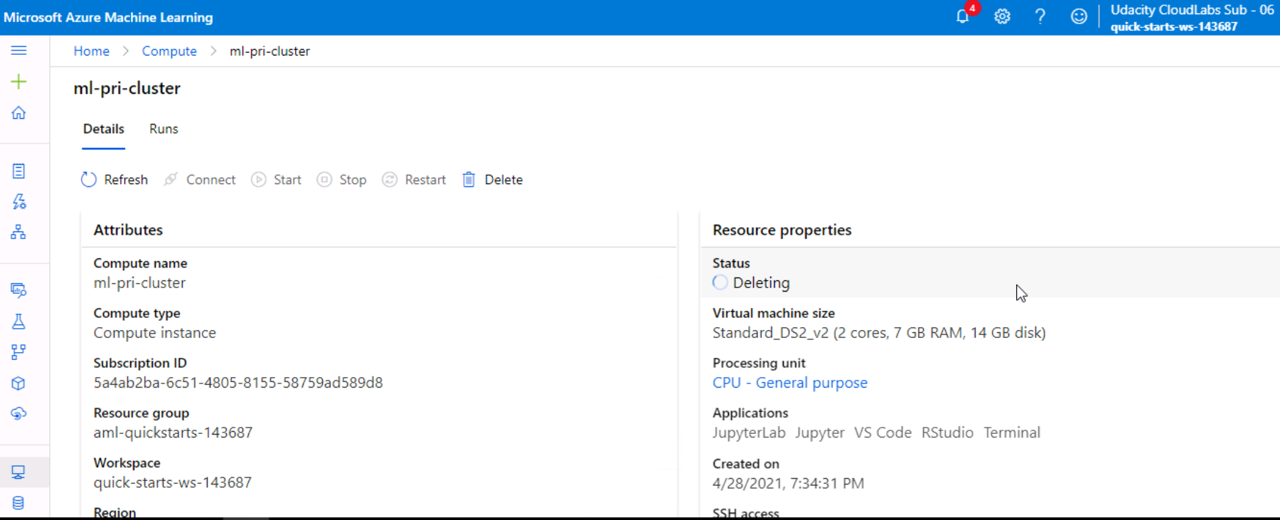 Microsoft Azure Machine Learning
4
Udacity CloudLabs Sub - 06
quick-starts-ws-143687
Home > Compute > ml-pri-cluster
ml-pri-cluster
Details Runs
Refresh Connect Start Stop Restart Delete
Attributes
Compute name
ml-pri-cluster
Compute type
Compute instance
Subscription ID
5a4ab2ba-6c51-4805-8155-58759ad589d8
Resource group
aml-quickstarts-143687
Workspace
quick-starts-ws-143687
Region
Resource properties
Status
Deleting
Virtual machine size
Standard_DS2_v2 (2 cores, 7 GB RAM, 14 GB disk)
Processing unit
CPU - General purpose
Applications
JupyterLab Jupyter VS Code RStudio Terminal
Created on
4/28/2021, 7:34:31 PM
SSH access